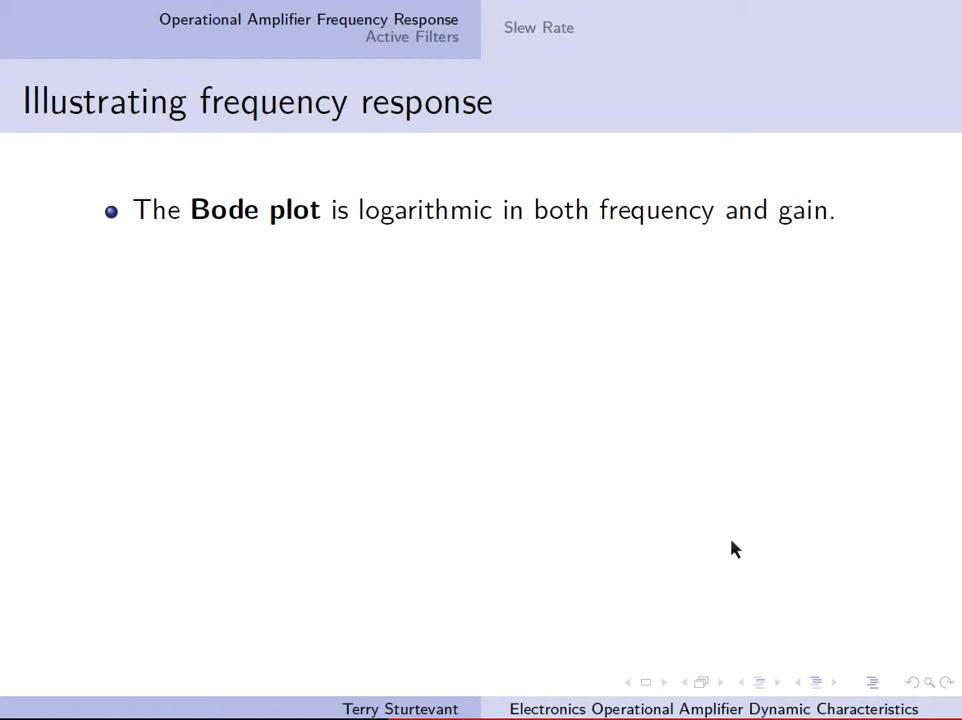 Operational Amplifier Frequency Response
Active Filters
Slew Rate
Illustrating frequency response
The Bode plot is logarithmic in both frequency and gain.
Terry Sturtevant
Electronics Operational Amplifier Dynamic Characteristics